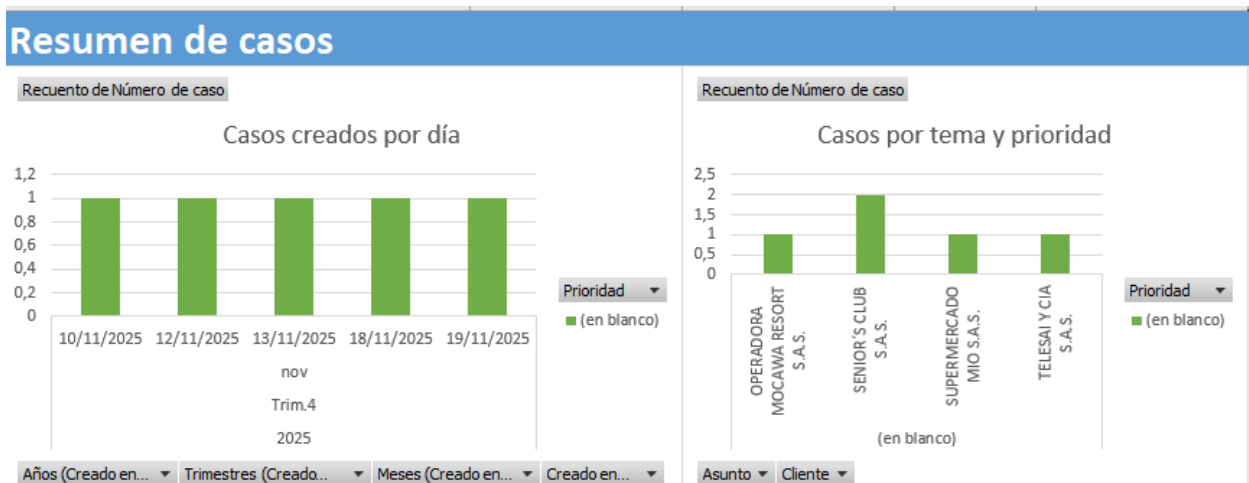 Resumen de casos
Recuento de Número de caso
Casos creados por día
1,2
1
0,8
0,6
0,4
0,2
0
10/11/2025 12/11/2025 13/11/2025 18/11/2025 19/11/2025
nov
Trim.4
2025
Prioridad
(en blanco)
Años (Creado en... Trimestres (Creado... Meses (Creado en... Creado en...
Recuento de Número de caso
Casos por tema y prioridad
2,5
2
1,5
1
0,5
0
OPERADORA
MOCAWA RESORT
S.A.S.
SENIOR´S CLUB
S.A.S.
SUPERMERCADO
MIO S.A.S.
TELESAI Y CIA
S.A.S.
(en blanco)
Prioridad
(en blanco)
Asunto Cliente